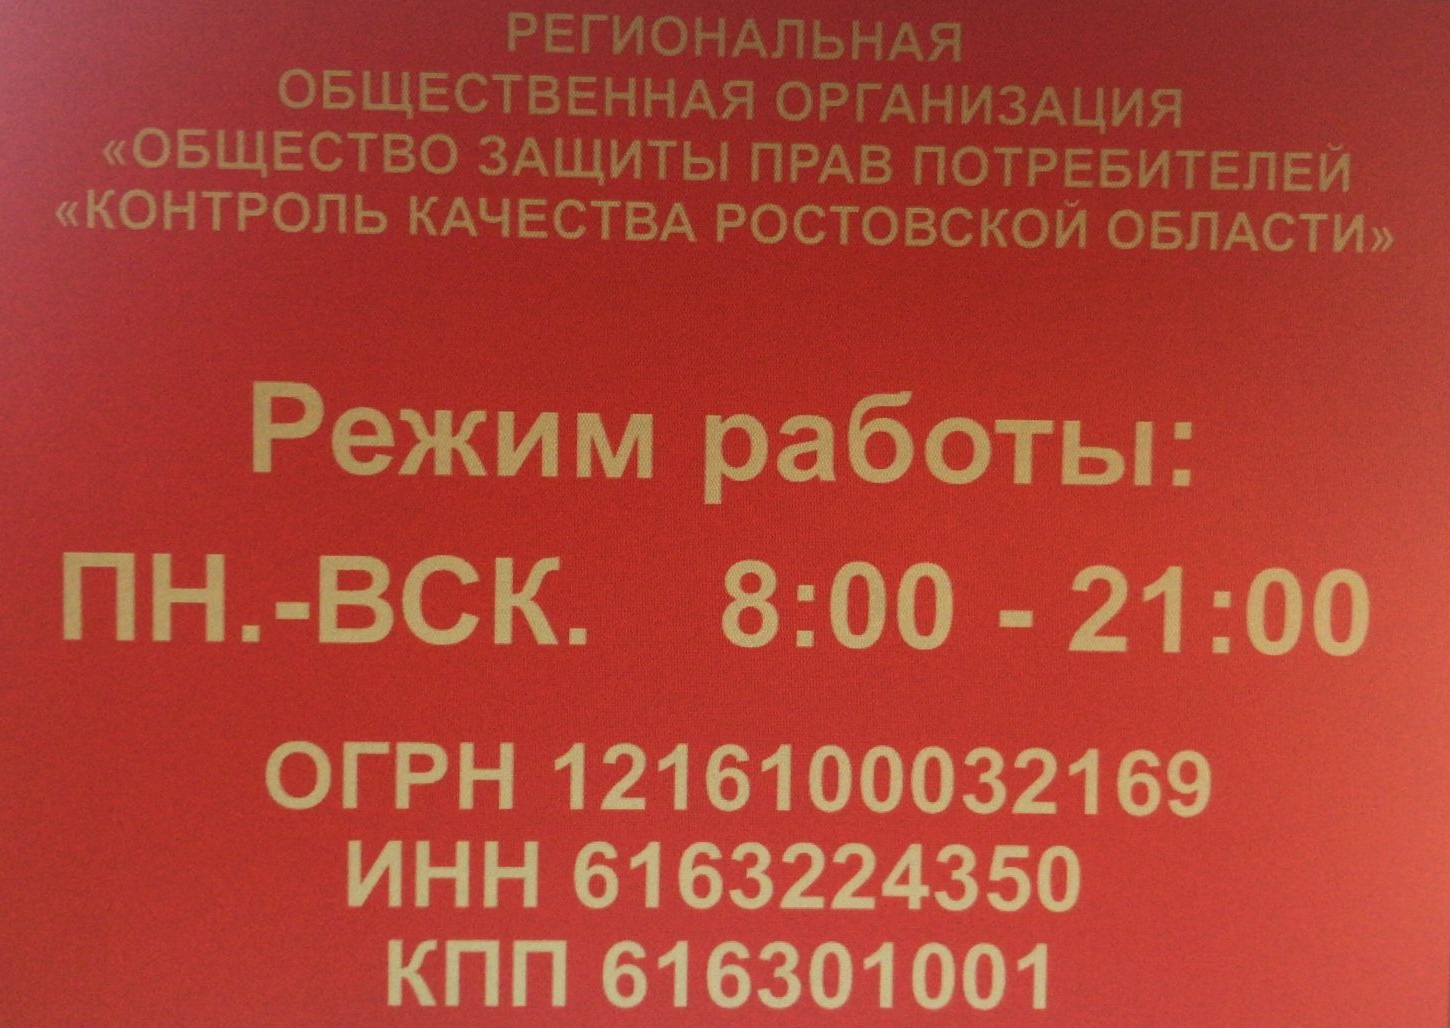 РЕГИОНАЛЬНАЯ
ОБЩЕСТВЕННАЯ ОРГАНИЗАЦИЯ
«ОБЩЕСТВО ЗАЩИТЫ ПРАВ ПОТРЕБИТЕЛЕЙ
«КОНТРОЛЬ КАЧЕСТВА РОСТОВСКОЙ ОБЛАСТИ»
Режим работы:
ПН.-ВСК. 8:00 - 21:00
ОГРН 1216100032169
ИНН 6163224350
КПП 616301001